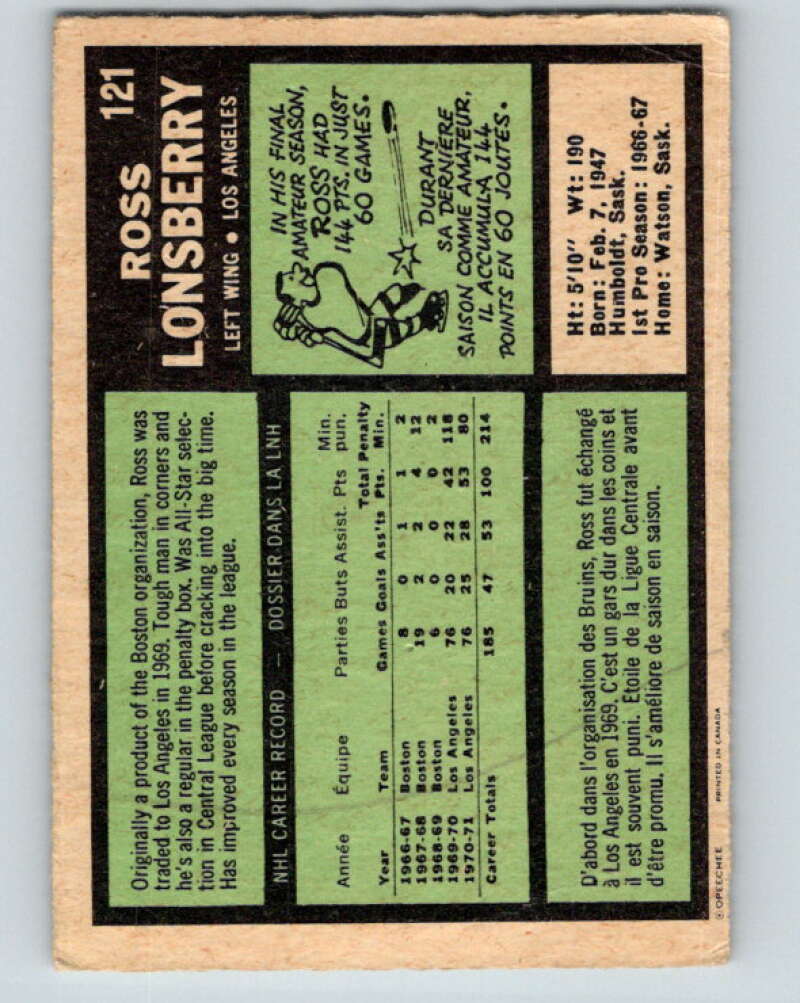 121
ROSS
LONSBERRY
LEFT WING • LOS ANGELES
Originally a product of the Boston organization, Ross was
traded to Los Angeles in 1969. Tough man in corners and
he's also a regular in the penalty box. Was All-Star selec-
tion in Central League before cracking into the big time.
Has improved every season in the league.
IN HIS FINAL
AMATEUR SEASON,
ROSS HAD
144 PTS. IN JUST
60 GAMES.
DURANT
SA DERNIÈRE
SAISON COMME AMATEUR,
IL ACCUMULA 144
POINTS EN 60 JOUTES.
NHL CAREER RECORD — DOSSIER DANS LA LNH
Année Équipe Parties Buts Assist. Pts Min. pun.
Total Penalty
Year Team Games Goals Ass'ts Pts. Min.
1966-67 Boston 8 0 1 1 2
1967-68 Boston 19 2 2 4 12
1968-69 Boston 6 0 0 0 2
1969-70 Los Angeles 76 20 22 42 118
1970-71 Los Angeles 76 25 28 53 80
Career Totals 185 47 53 100 214
Ht: 5'10" Wt: 190
Born: Feb. 7, 1947
Humboldt, Sask.
1st Pro Season: 1966-67
Home: Watson, Sask.
D'abord dans l'organisation des Bruins, Ross fut échangé
à Los Angeles en 1969. C'est un gars dur dans les coins et
il est souvent puni. Etoile de la Ligue Centrale avant
d'être promu. Il s'améliore de saison en saison.
© OPEECHEE PRINTED IN CANADA